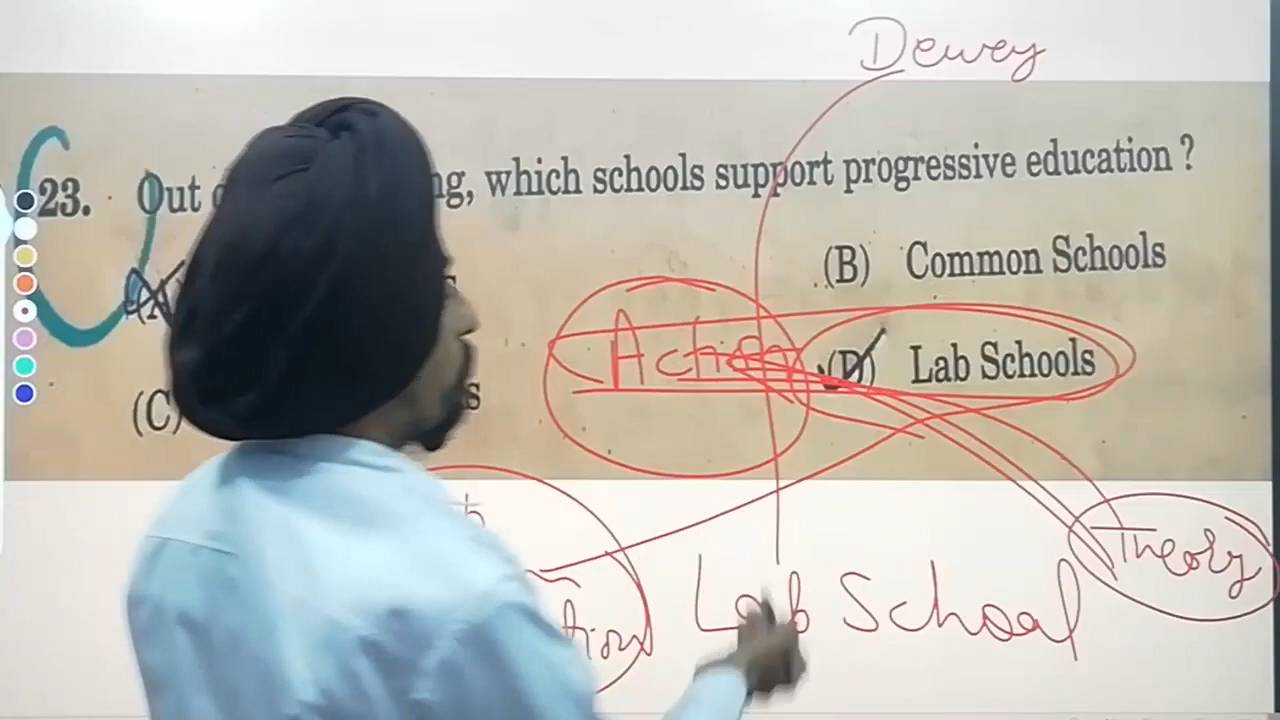 Dewey
23. Out ng, which schools support progressive education ?
(A)
(B) Common Schools
Action
(D) Lab Schools
(C) s
Theory
Lab School